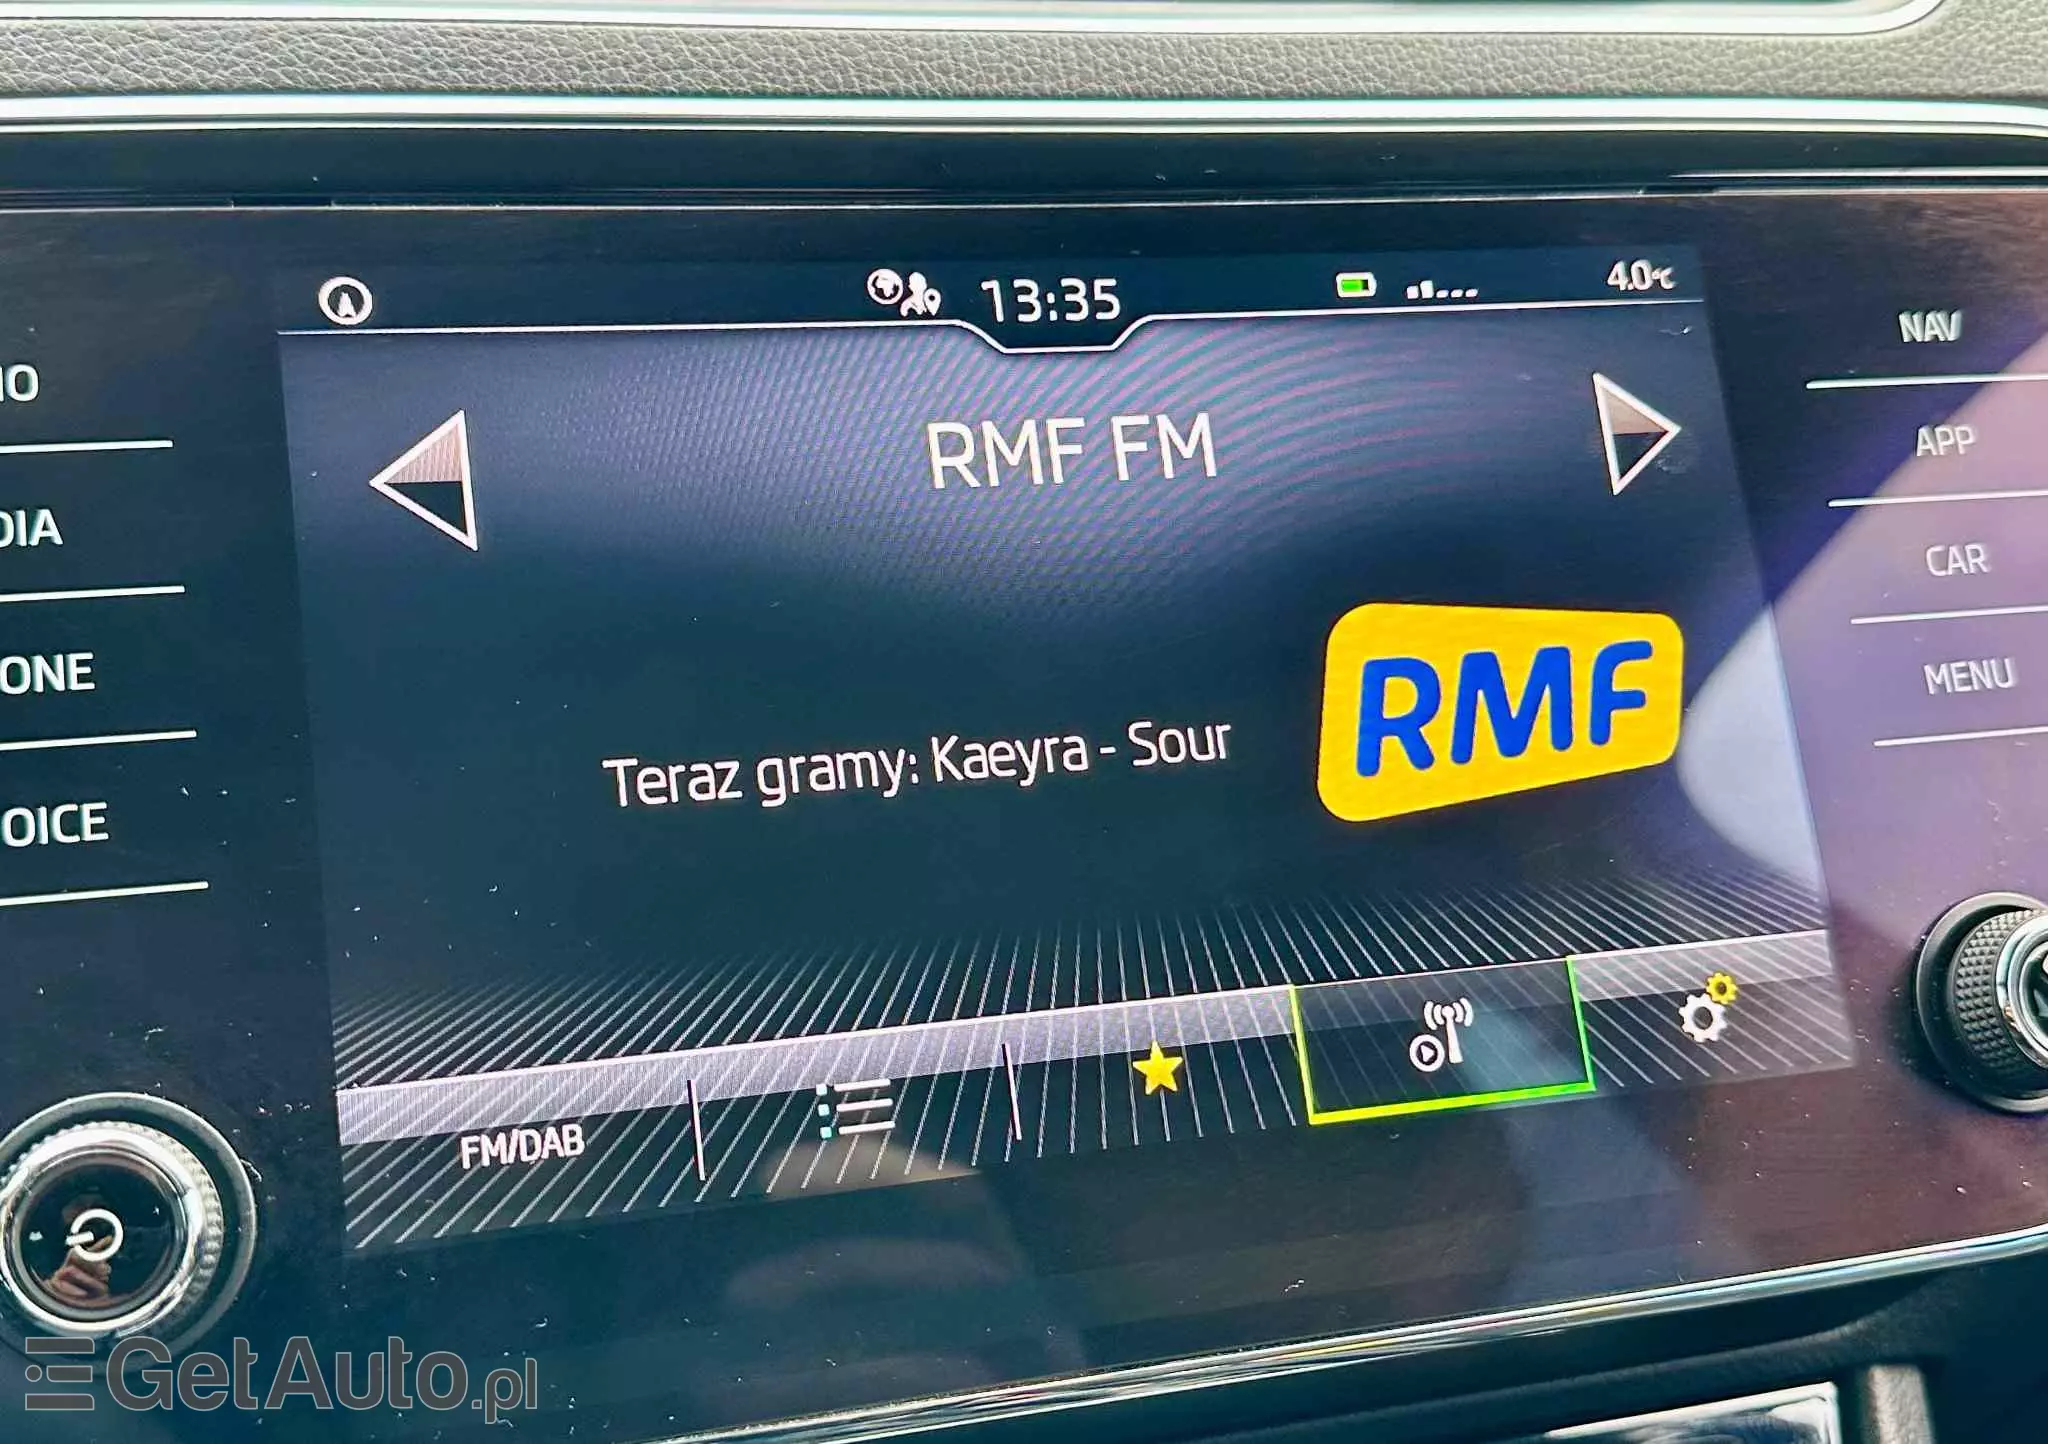 13:35
4.0°C
IO
DIA
ONE
OICE
RMF FM
Teraz gramy: Kaeyra - Sour
RMF
NAV
APP
CAR
MENU
FM/DAB
GetAuto.pl